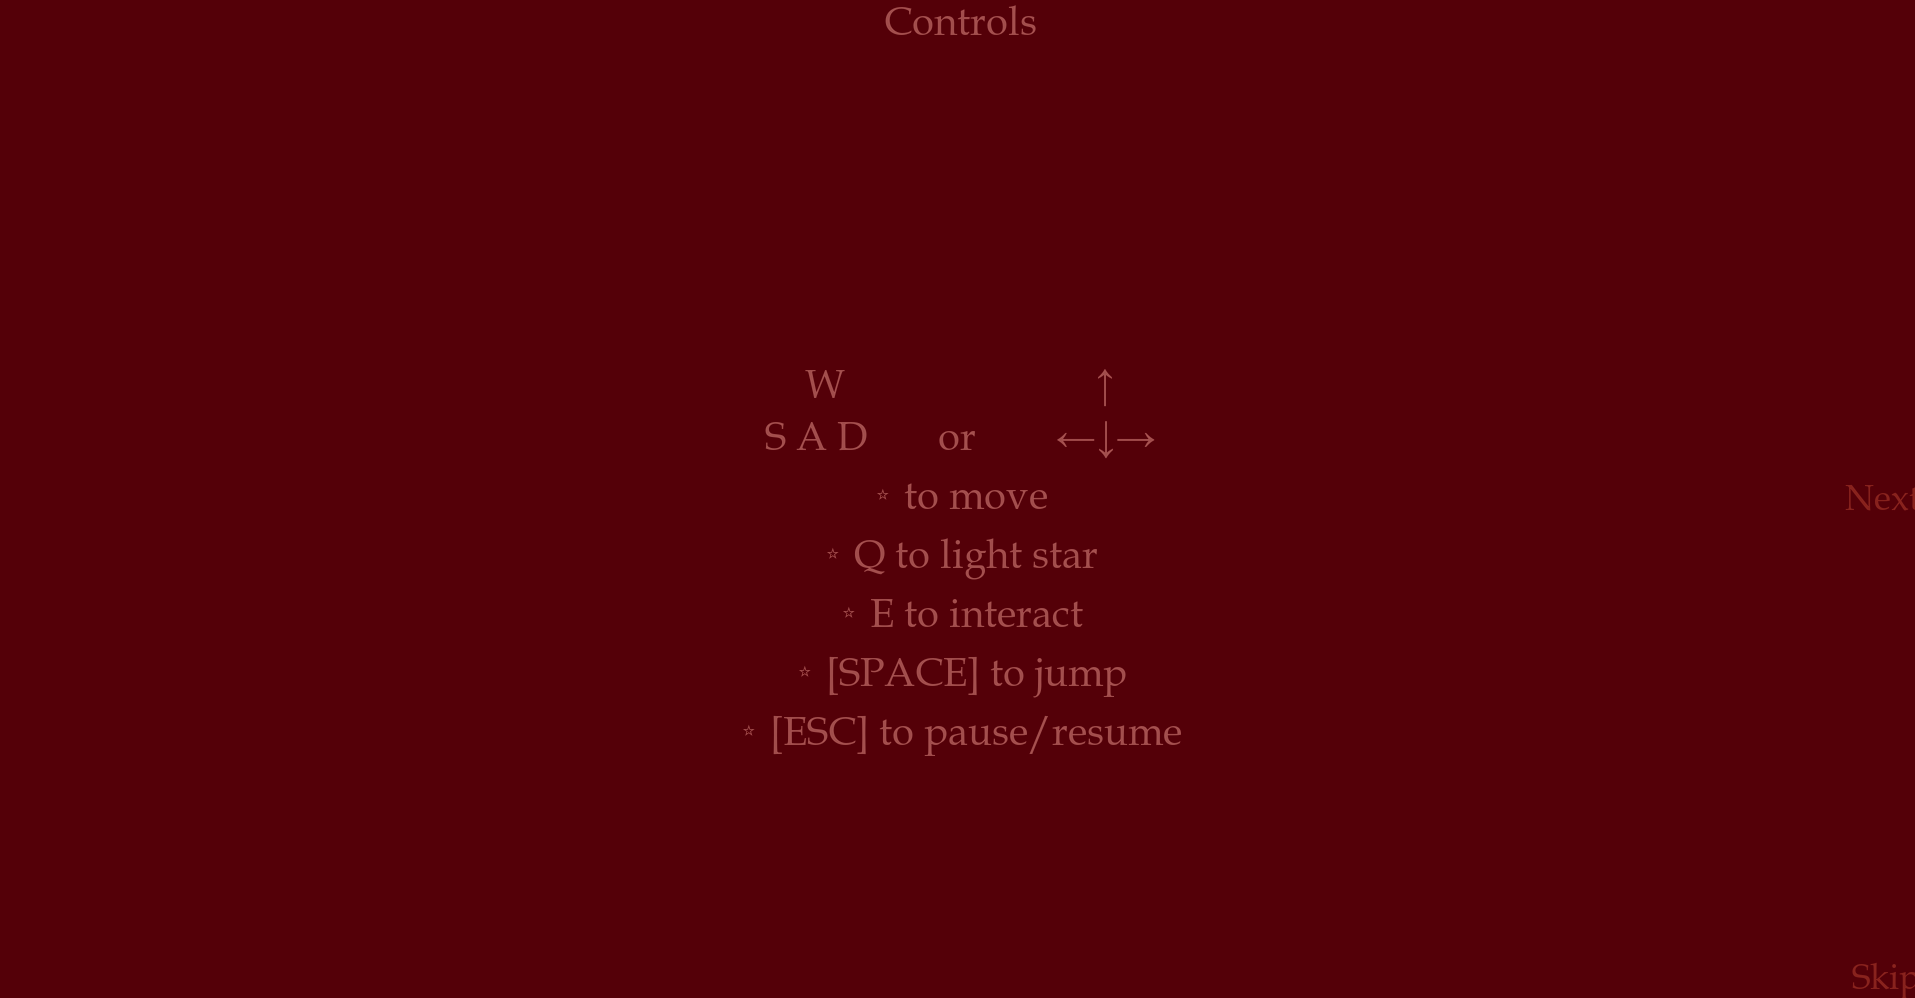 Controls
W ↑
S A D or ←↓→
☆ to move
Next
☆ Q to light star
☆ E to interact
☆ [SPACE] to jump
☆ [ESC] to pause/resume
Skip